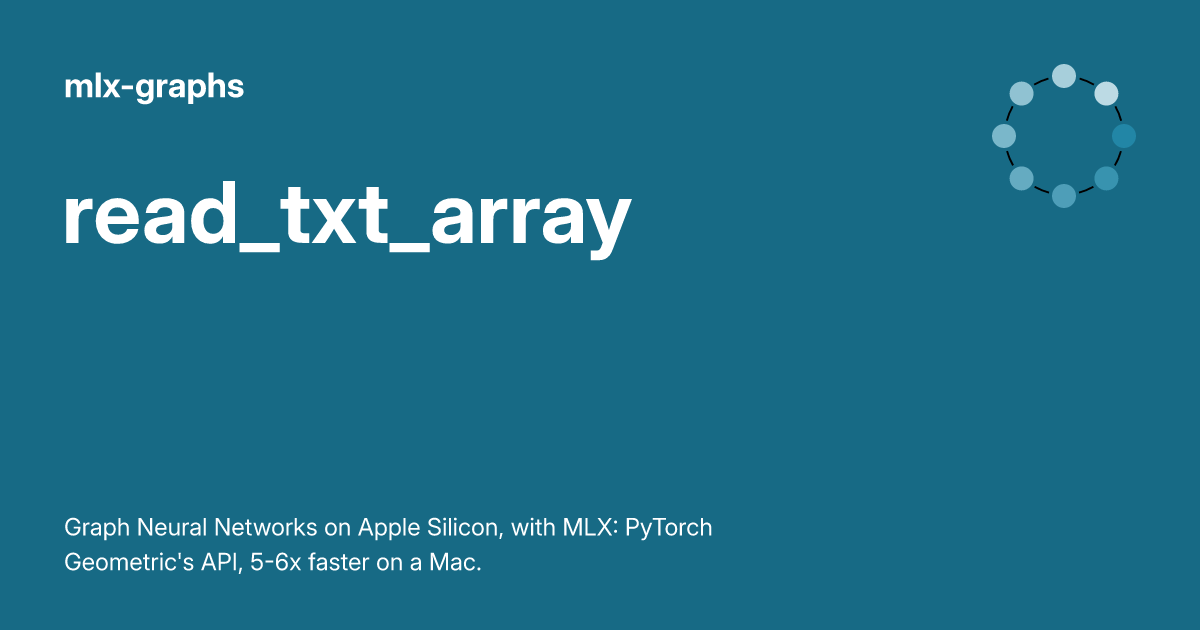 mlx-graphs
read_txt_array
Graph Neural Networks on Apple Silicon, with MLX: PyTorch
Geometric's API, 5-6x faster on a Mac.